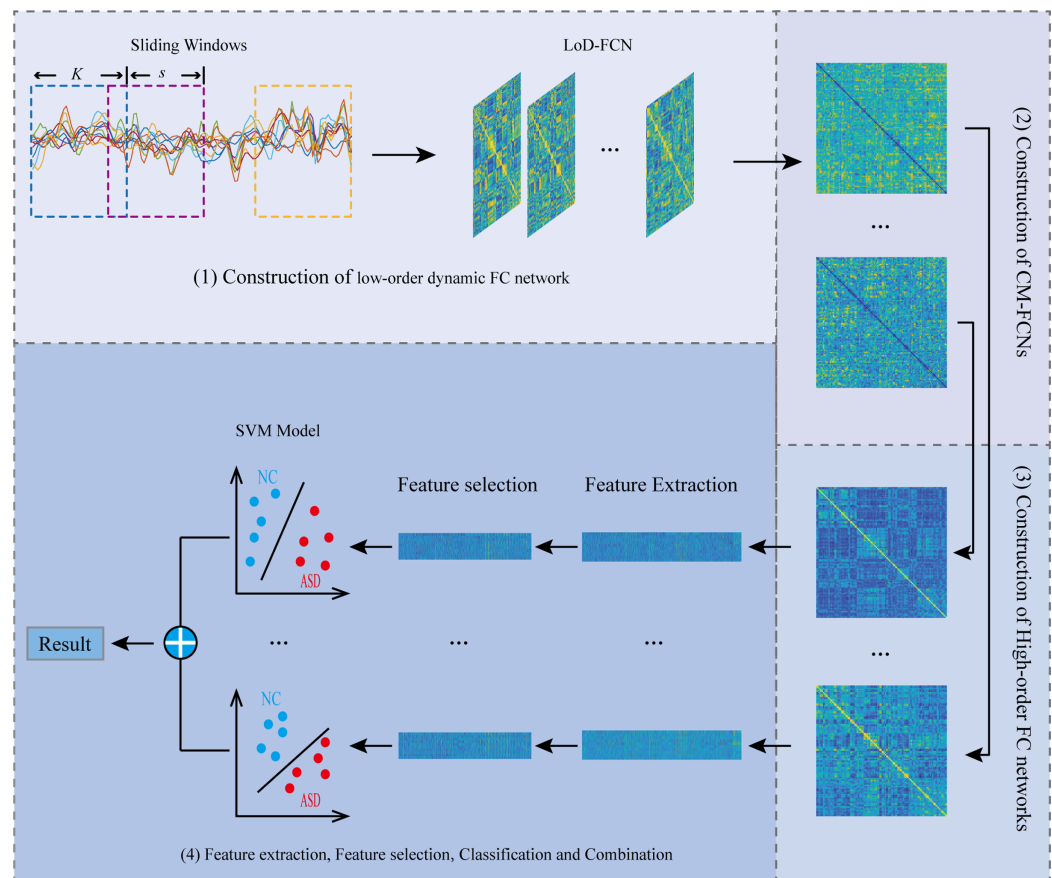 Sliding Windows
K
s
LoD-FCN
...
(1) Construction of low-order dynamic FC network
...
(2) Construction of CM-FCNs
(3) Construction of High-order FC networks
...
SVM Model
NC
ASD
Feature selection
Feature Extraction
... ... ...
Result
NC
ASD
(4) Feature extraction, Feature selection, Classification and Combination